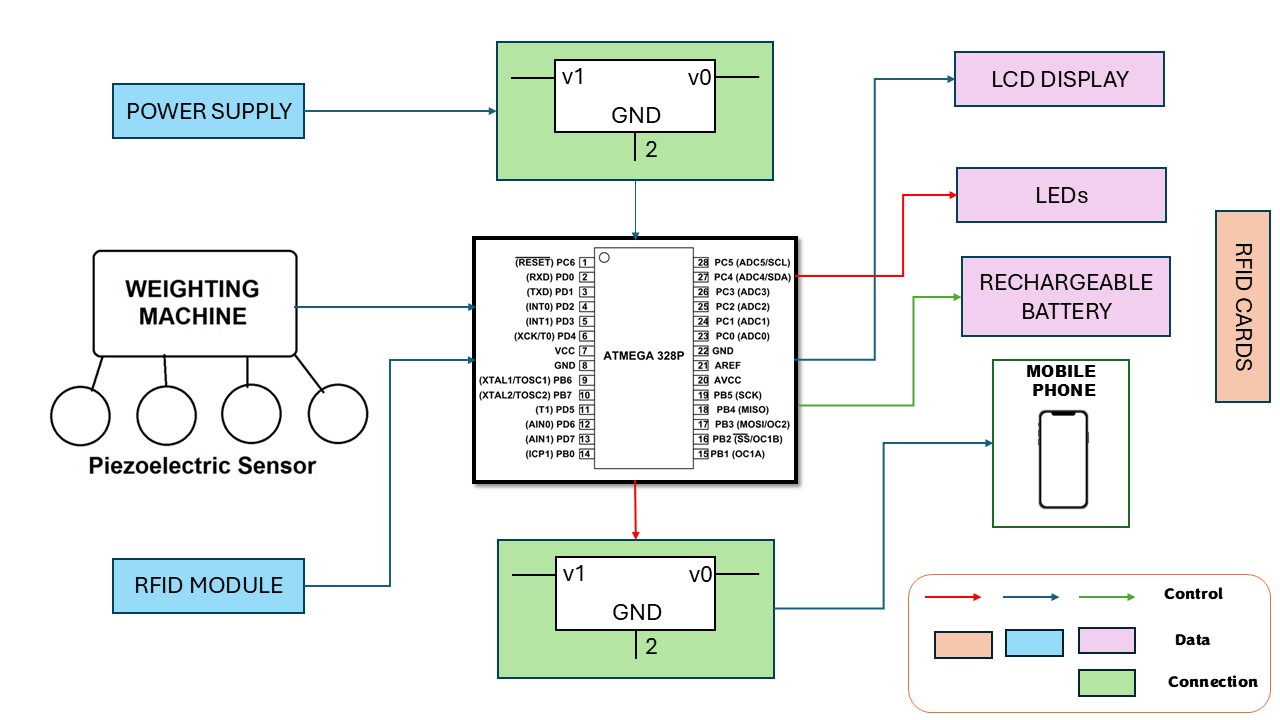 POWER SUPPLY
v1
v0
GND
2
LCD DISPLAY
LEDs
RECHARGEABLE
BATTERY
RFID CARDS
WEIGHTING
MACHINE
Piezoelectric Sensor
RFID MODULE
(RESET) PC6 1
(RXD) PD0 2
(TXD) PD1 3
(INT0) PD2 4
(INT1) PD3 5
(XCK/T0) PD4 6
VCC 7
GND 8
(XTAL1/TOSC1) PB6 9
(XTAL2/TOSC2) PB7 10
(T1) PD5 11
(AIN0) PD6 12
(AIN1) PD7 13
(ICP1) PB0 14
ATMEGA 328P
28 PC5 (ADC5/SCL)
27 PC4 (ADC4/SDA)
26 PC3 (ADC3)
25 PC2 (ADC2)
24 PC1 (ADC1)
23 PC0 (ADC0)
22 GND
21 AREF
20 AVCC
19 PB5 (SCK)
18 PB4 (MISO)
17 PB3 (MOSI/OC2)
16 PB2 (SS/OC1B)
15 PB1 (OC1A)
MOBILE
PHONE
v1
v0
GND
2
Control
Data
Connection